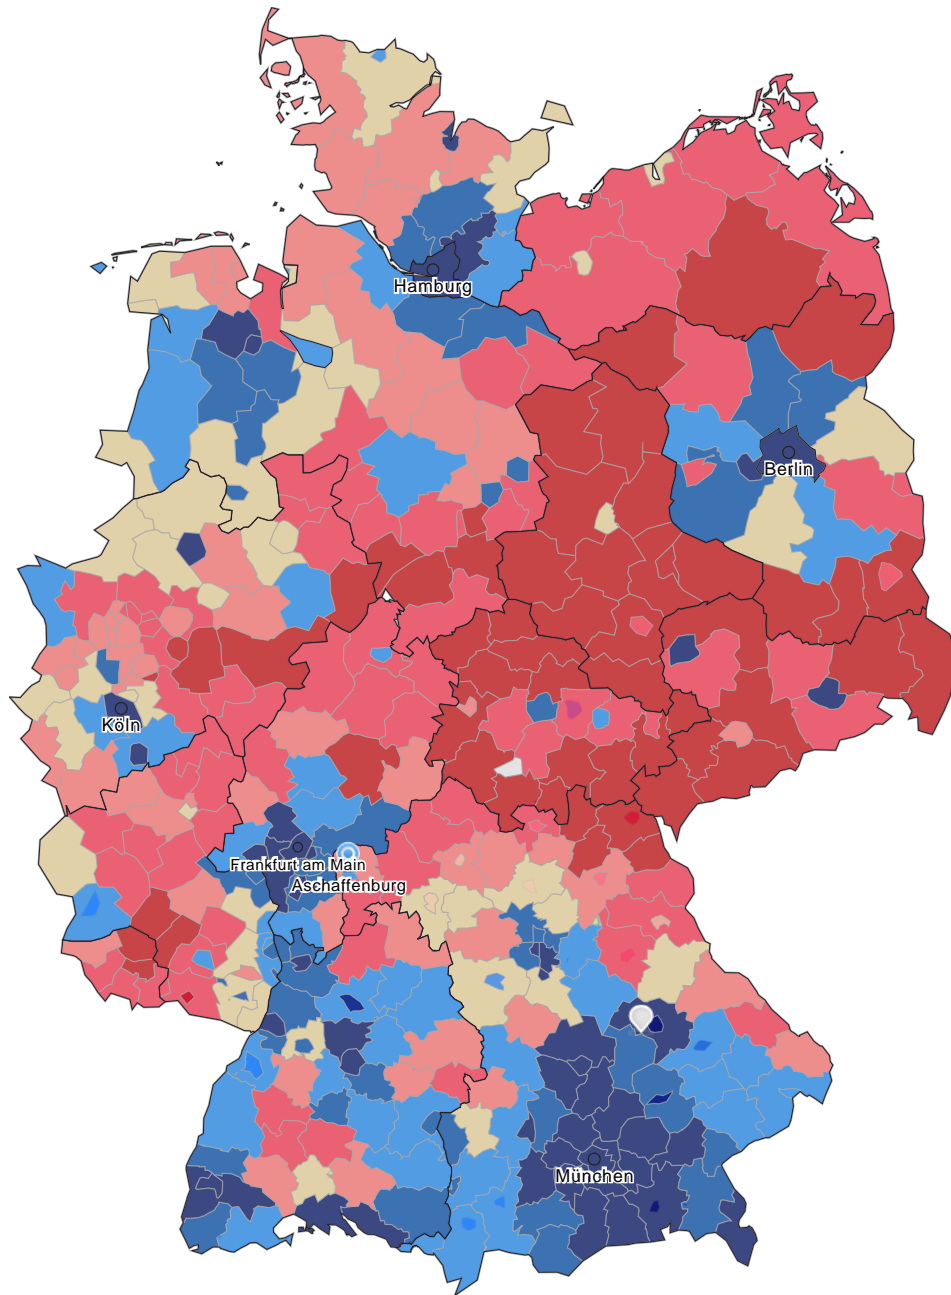 Hamburg
Berlin
Köln
Frankfurt am Main
Aschaffenburg
München